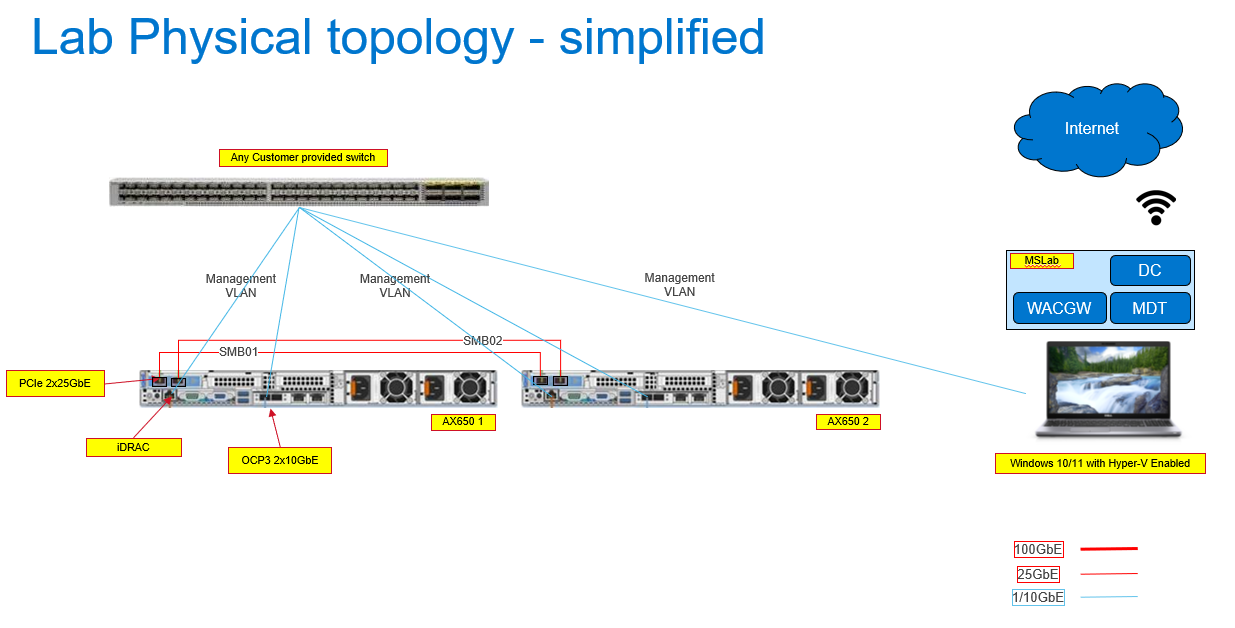 Lab Physical topology - simplified
Internet
Any Customer provided switch
MSLab
DC
WACGW
MDT
Management
VLAN
Management
VLAN
Management
VLAN
SMB02
SMB01
PCIe 2x25GbE
AX650 1
AX650 2
iDRAC
OCP3 2x10GbE
Windows 10/11 with Hyper-V Enabled
100GbE
25GbE
1/10GbE